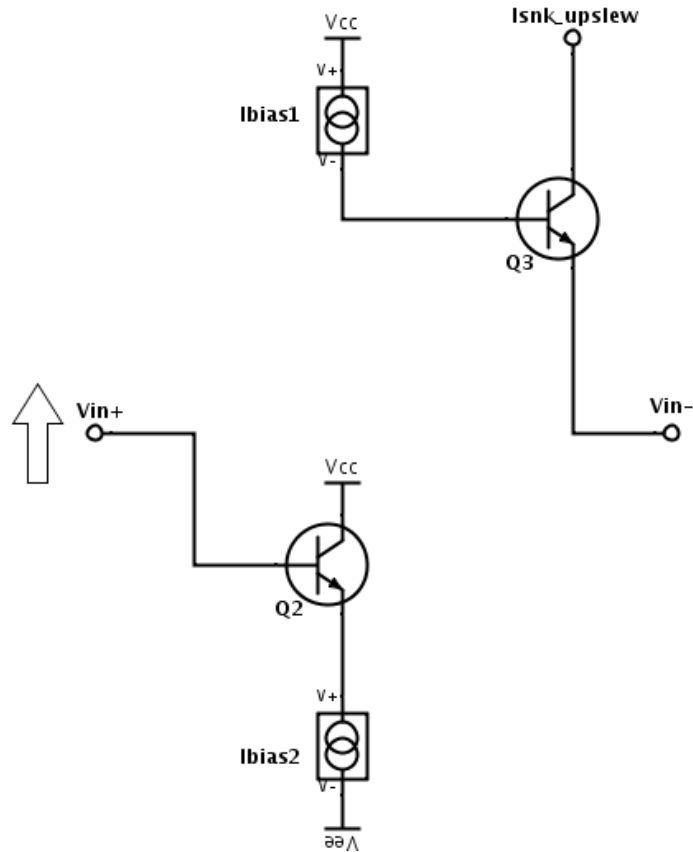 Isnk_upslew
Vcc
V+
Ibias1
V-
Q3
Vin+
Vin-
Vcc
Q2
V+
Ibias2
V-
Vee